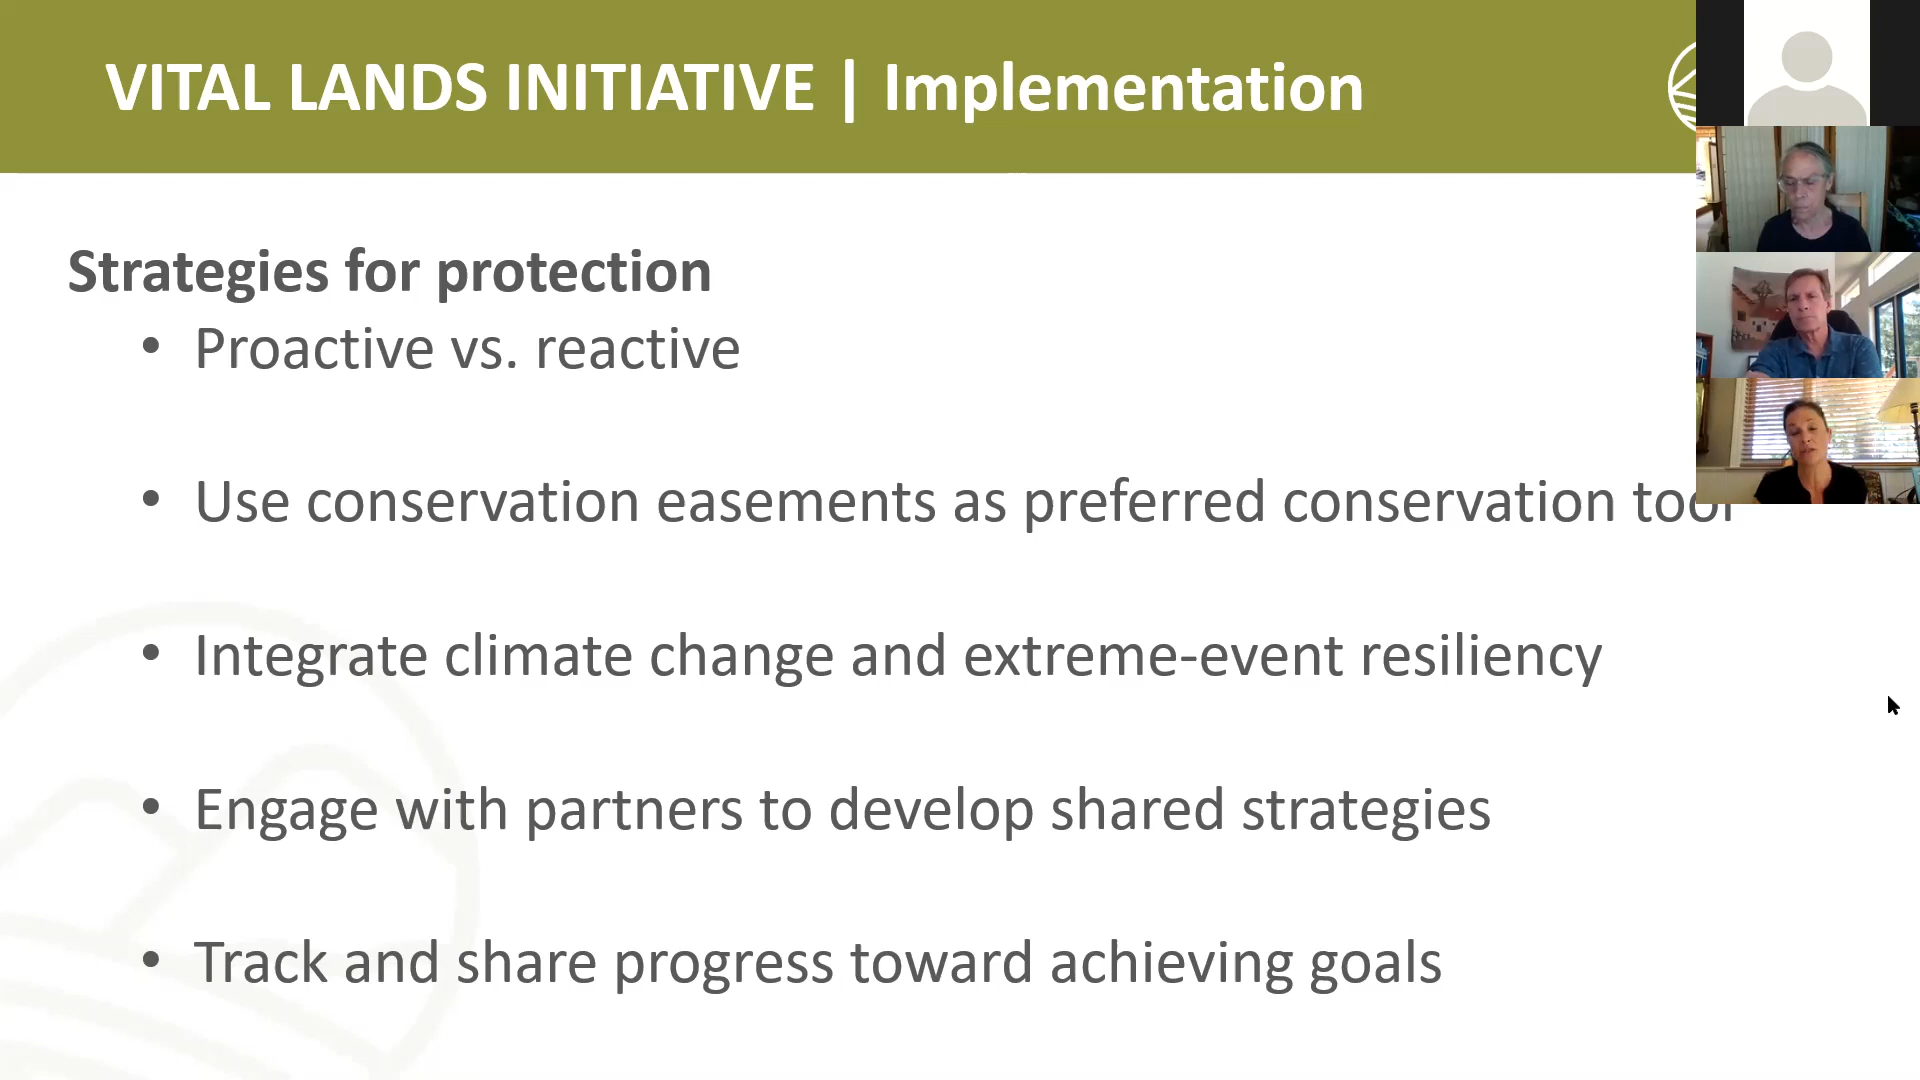 VITAL LANDS INITIATIVE | Implementation
Strategies for protection
• Proactive vs. reactive
• Use conservation easements as preferred conservation tool
• Integrate climate change and extreme-event resiliency
• Engage with partners to develop shared strategies
• Track and share progress toward achieving goals